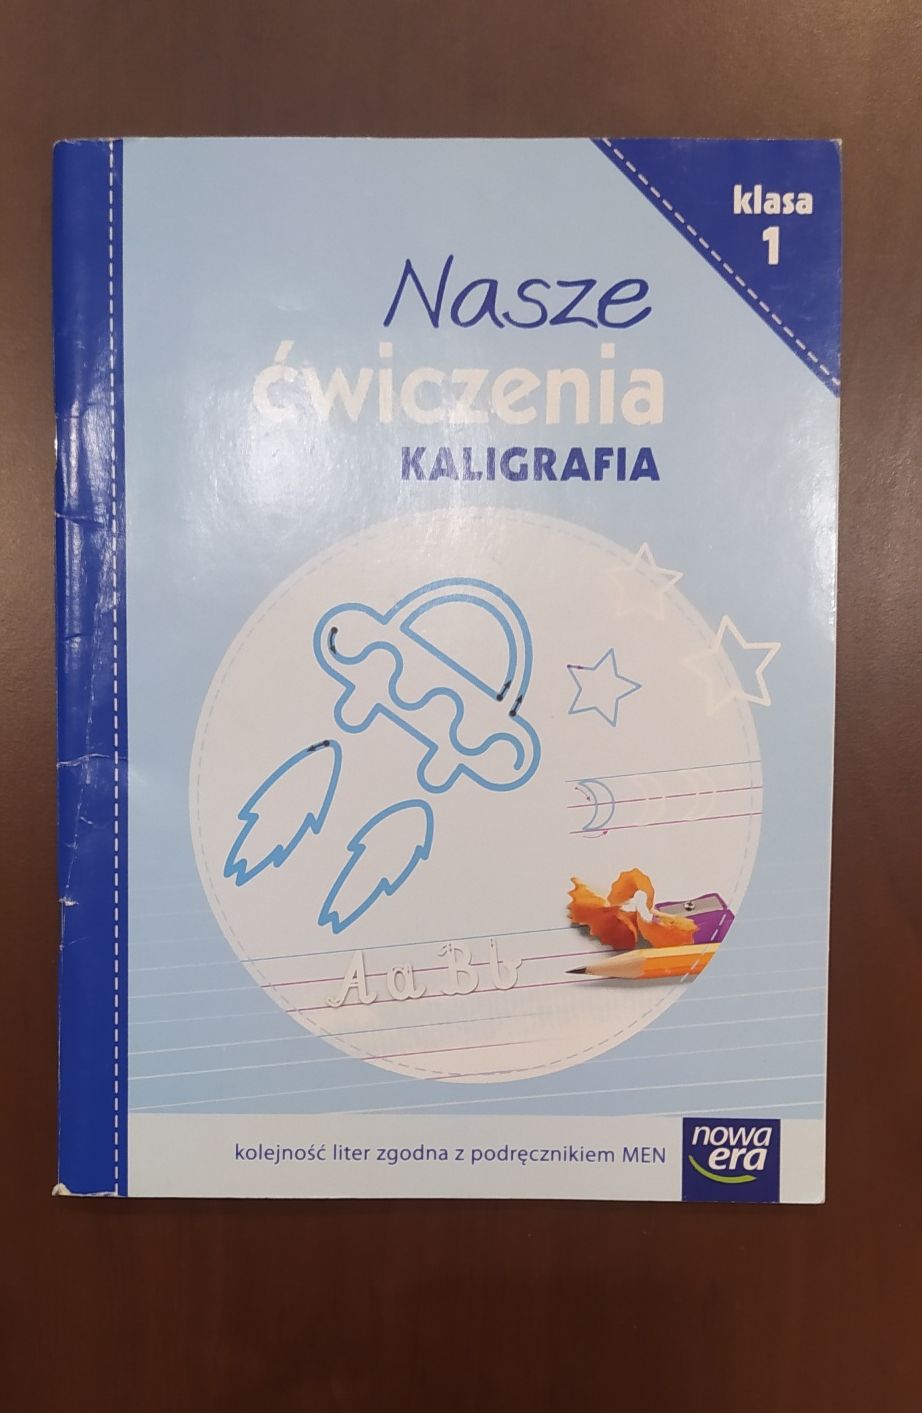 klasa
1
Nasze
ćwiczenia
KALIGRAFIA
Aa Bb
kolejność liter zgodna z podręcznikiem MEN
nowa
era